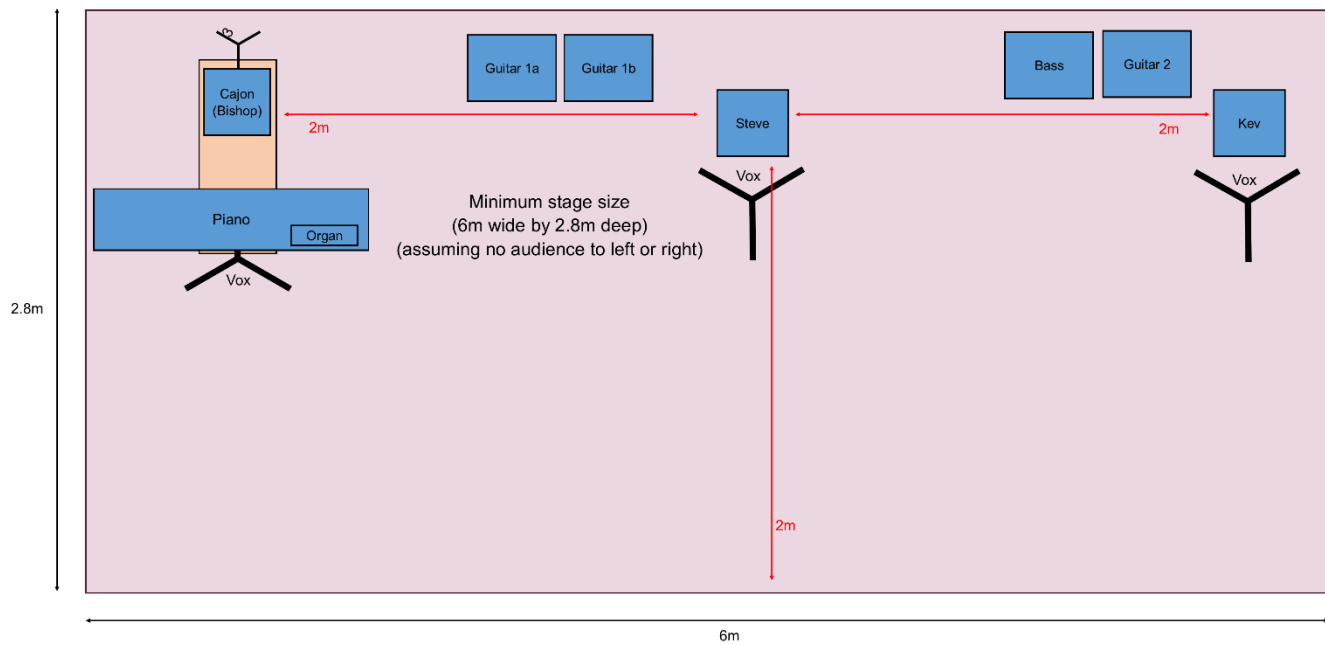 3
Cajon
(Bishop)
Guitar 1a
Guitar 1b
Bass
Guitar 2
2m
Steve
2m
Kev
Vox
Vox
Minimum stage size
(6m wide by 2.8m deep)
(assuming no audience to left or right)
Piano
Organ
Vox
2.8m
2m
6m